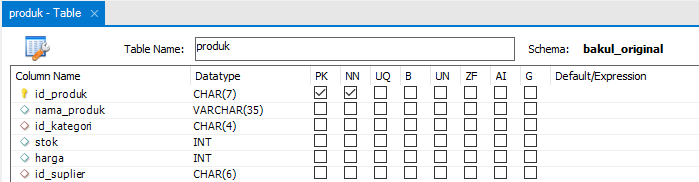 produk - Table ×
Table Name: produk Schema: bakul_original
Column Name Datatype PK NN UQ B UN ZF AI G Default/Expression
id_produk CHAR(7)
nama_produk VARCHAR(35)
id_kategori CHAR(4)
stok INT
harga INT
id_suplier CHAR(6)